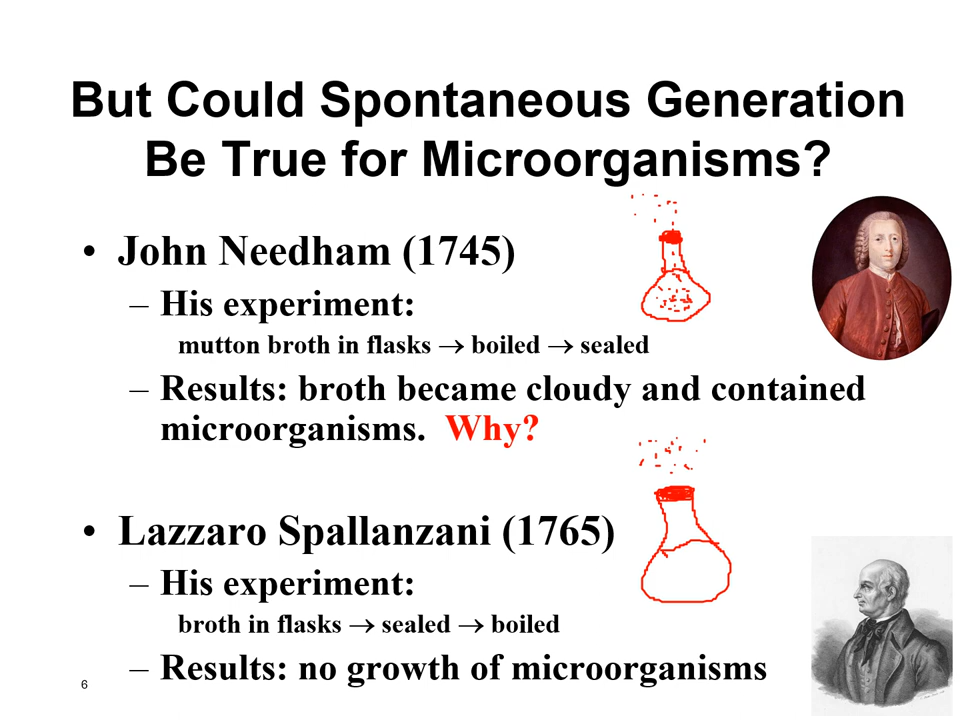 But Could Spontaneous Generation
Be True for Microorganisms?
• John Needham (1745)
– His experiment:
mutton broth in flasks → boiled → sealed
– Results: broth became cloudy and contained
microorganisms. Why?
• Lazzaro Spallanzani (1765)
– His experiment:
broth in flasks → sealed → boiled
– Results: no growth of microorganisms
6